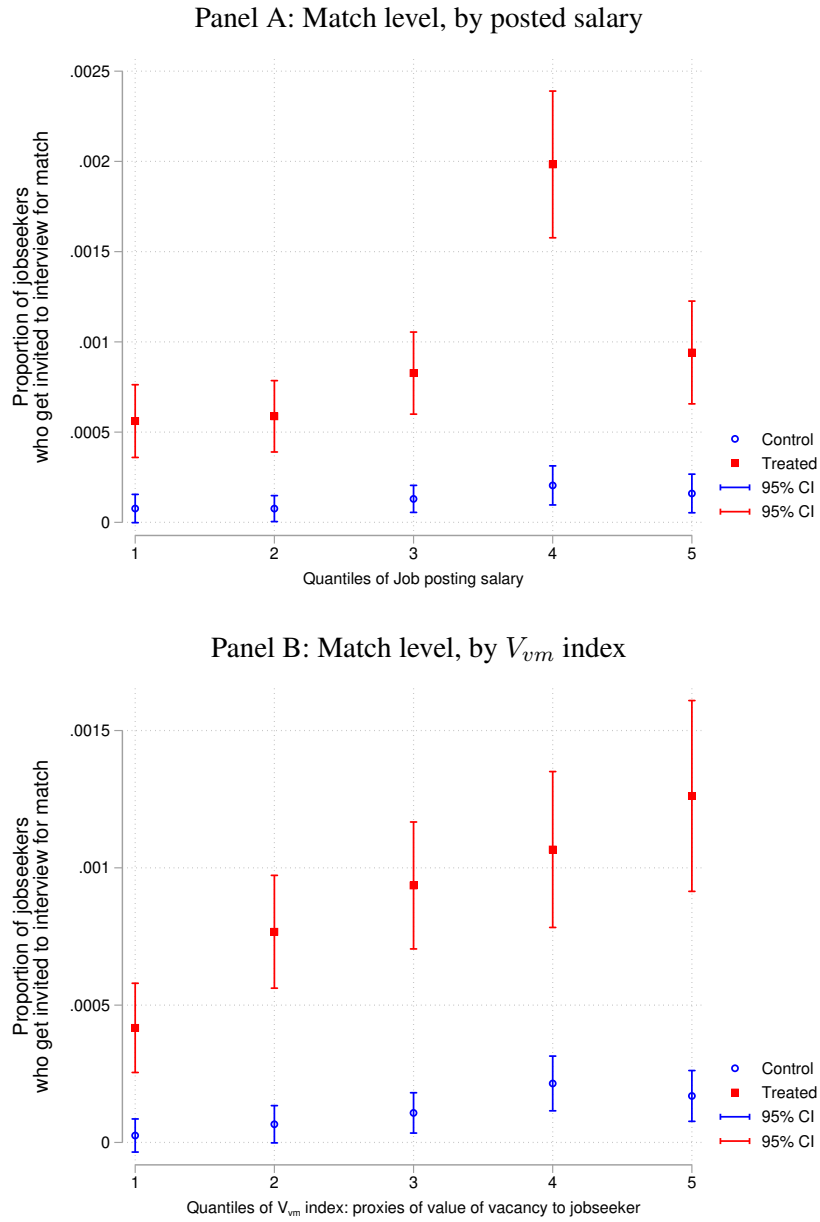 Panel A: Match level, by posted salary
Proportion of jobseekers
who get invited to interview for match
.0025
.002
.0015
.001
.0005
0
1 2 3 4 5
Quantiles of Job posting salary
Control
Treated
95% CI
95% CI
Panel B: Match level, by V_{vm} index
Proportion of jobseekers
who get invited to interview for match
.0015
.001
.0005
0
1 2 3 4 5
Quantiles of V_{vm} index: proxies of value of vacancy to jobseeker
Control
Treated
95% CI
95% CI